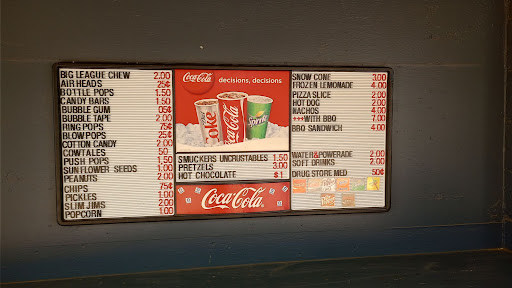 BIG LEAGUE CHEW 2.00
AIR HEADS 25¢
BOTTLE POPS 1.50
CANDY BARS 1.50
BUBBLE GUM 05¢
BUBBLE TAPE 2.00
RING POPS 75¢
BLOW POPS 25¢
COTTON CANDY 2.00
COWTALES 50
PUSH POPS 1.00
SUNFLOWER SEEDS 1.00
PEANUTS 2.00
CHIPS 75¢
PICKLES 1.00
SLIM JIMS 2.00
POPCORN 1.00
Coca-Cola decisions, decisions
Coke
Coca-Cola
Sprite
SMUCKERS UNCRUSTABLES 1.50
PRETZELS 3.00
HOT CHOCOLATE $1
Coca-Cola
SNOW CONE 3.00
FROZEN LEMONADE 4.00
PIZZA SLICE 2.00
HOT DOG 2.00
NACHOS 4.00
+++WITH BBQ 7.00
BBQ SANDWICH 4.00
WATER&POWERADE 2.00
SOFT DRINKS 2.00
DRUG STORE MED 50¢